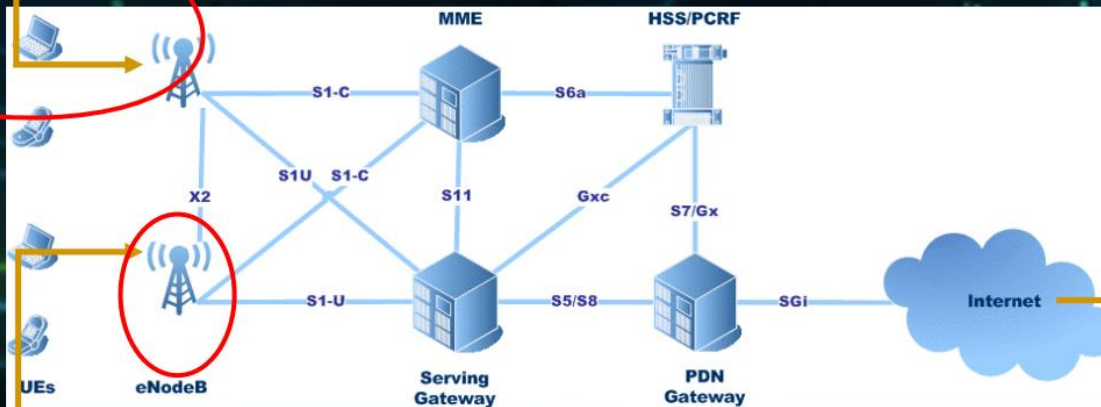 MME
HSS/PCRF
S1-C
S6a
S1U
S1-C
X2
S11
Gxc
S7/Gx
S1-U
S5/S8
SGi
Internet
UEs
eNodeB
Serving
Gateway
PDN
Gateway